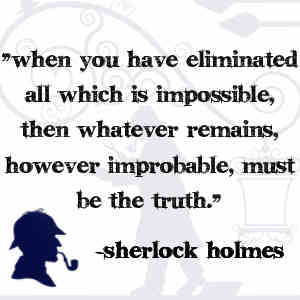 "when you have eliminated
all which is impossible,
then whatever remains,
however improbable, must
be the truth."
-sherlock holmes